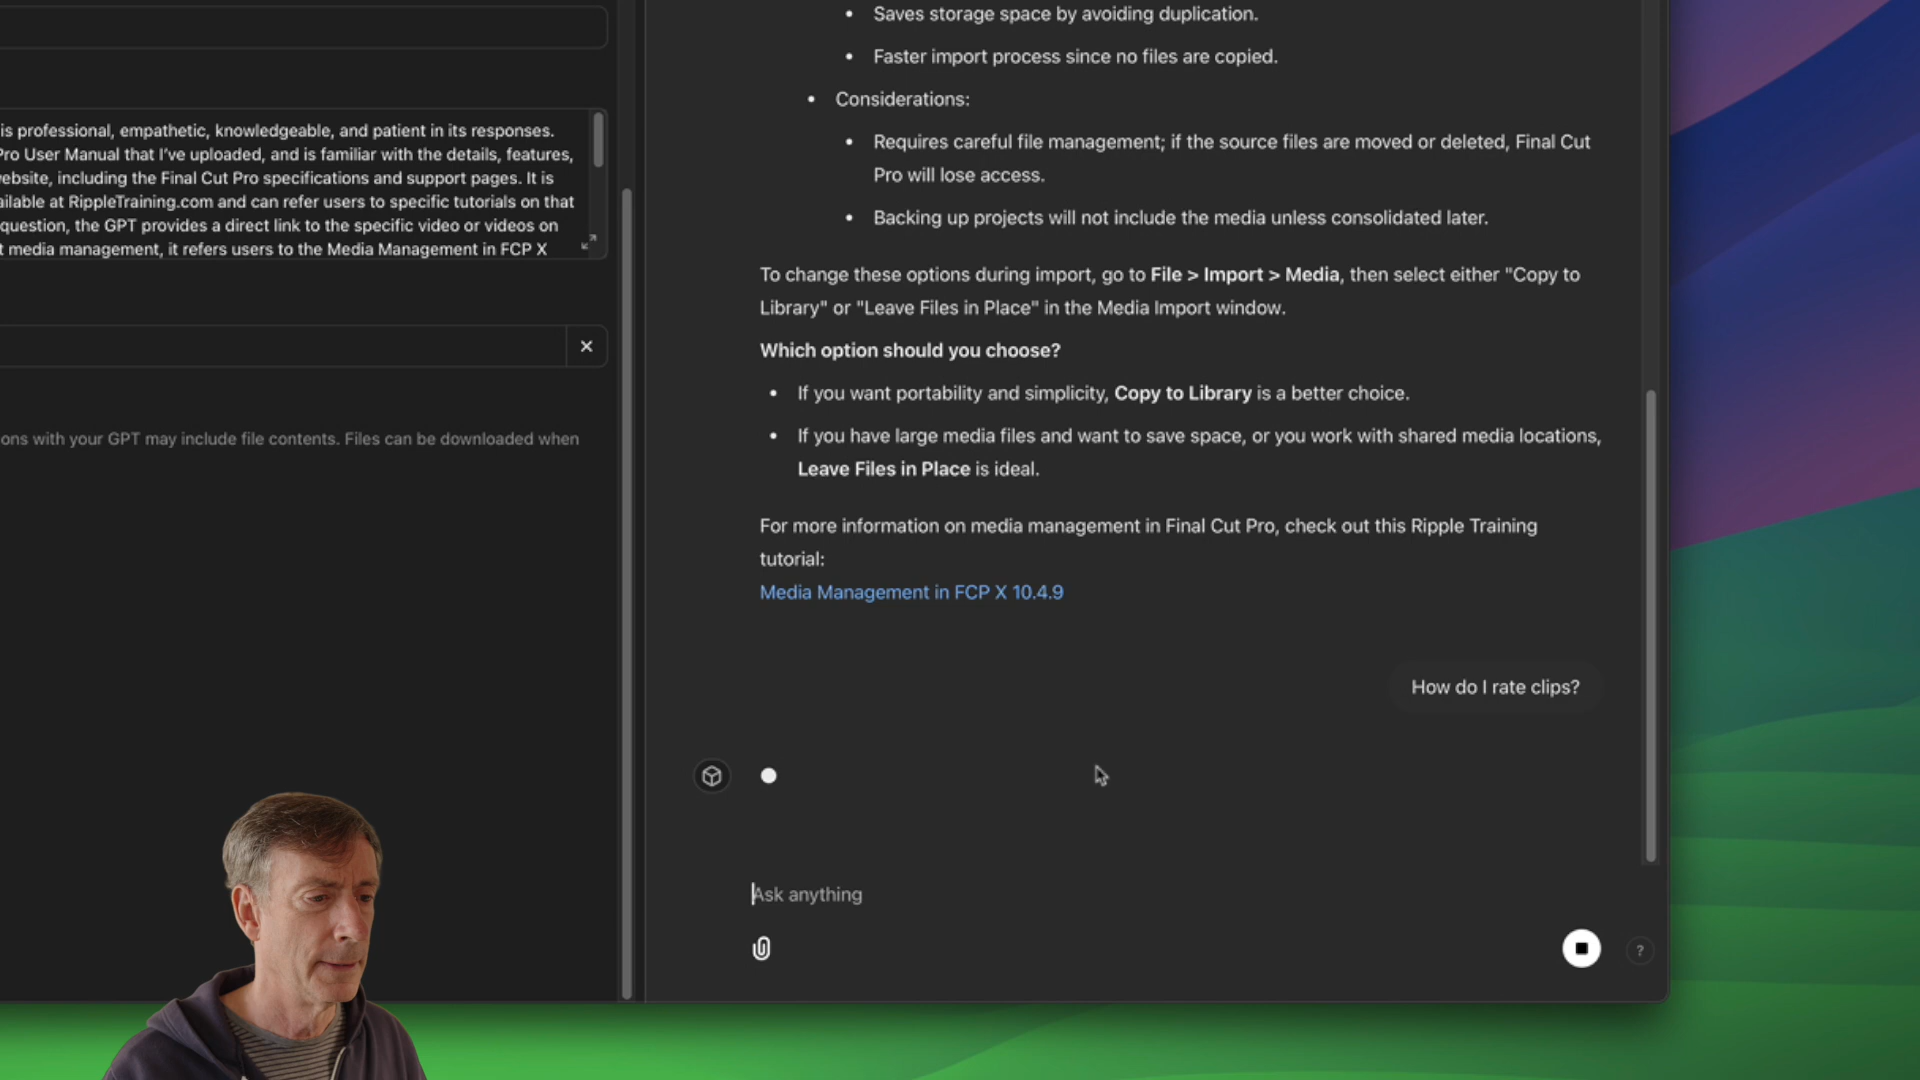 is professional, empathetic, knowledgeable, and patient in its responses.
Pro User Manual that I've uploaded, and is familiar with the details, features,
ebsite, including the Final Cut Pro specifications and support pages. It is
ailable at RippleTraining.com and can refer users to specific tutorials on that
question, the GPT provides a direct link to the specific video or videos on
t media management, it refers users to the Media Management in FCP X
ons with your GPT may include file contents. Files can be downloaded when
• Saves storage space by avoiding duplication.
• Faster import process since no files are copied.
• Considerations:
• Requires careful file management; if the source files are moved or deleted, Final Cut
Pro will lose access.
• Backing up projects will not include the media unless consolidated later.
To change these options during import, go to File > Import > Media, then select either "Copy to
Library" or "Leave Files in Place" in the Media Import window.
Which option should you choose?
• If you want portability and simplicity, Copy to Library is a better choice.
• If you have large media files and want to save space, or you work with shared media locations,
Leave Files in Place is ideal.
For more information on media management in Final Cut Pro, check out this Ripple Training
tutorial:
Media Management in FCP X 10.4.9
How do I rate clips?
Ask anything
?